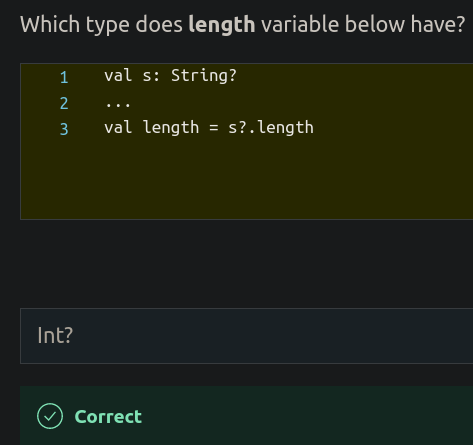 Which type does length variable below have?
1 val s: String?
2 ...
3 val length = s?.length
Int?
Correct